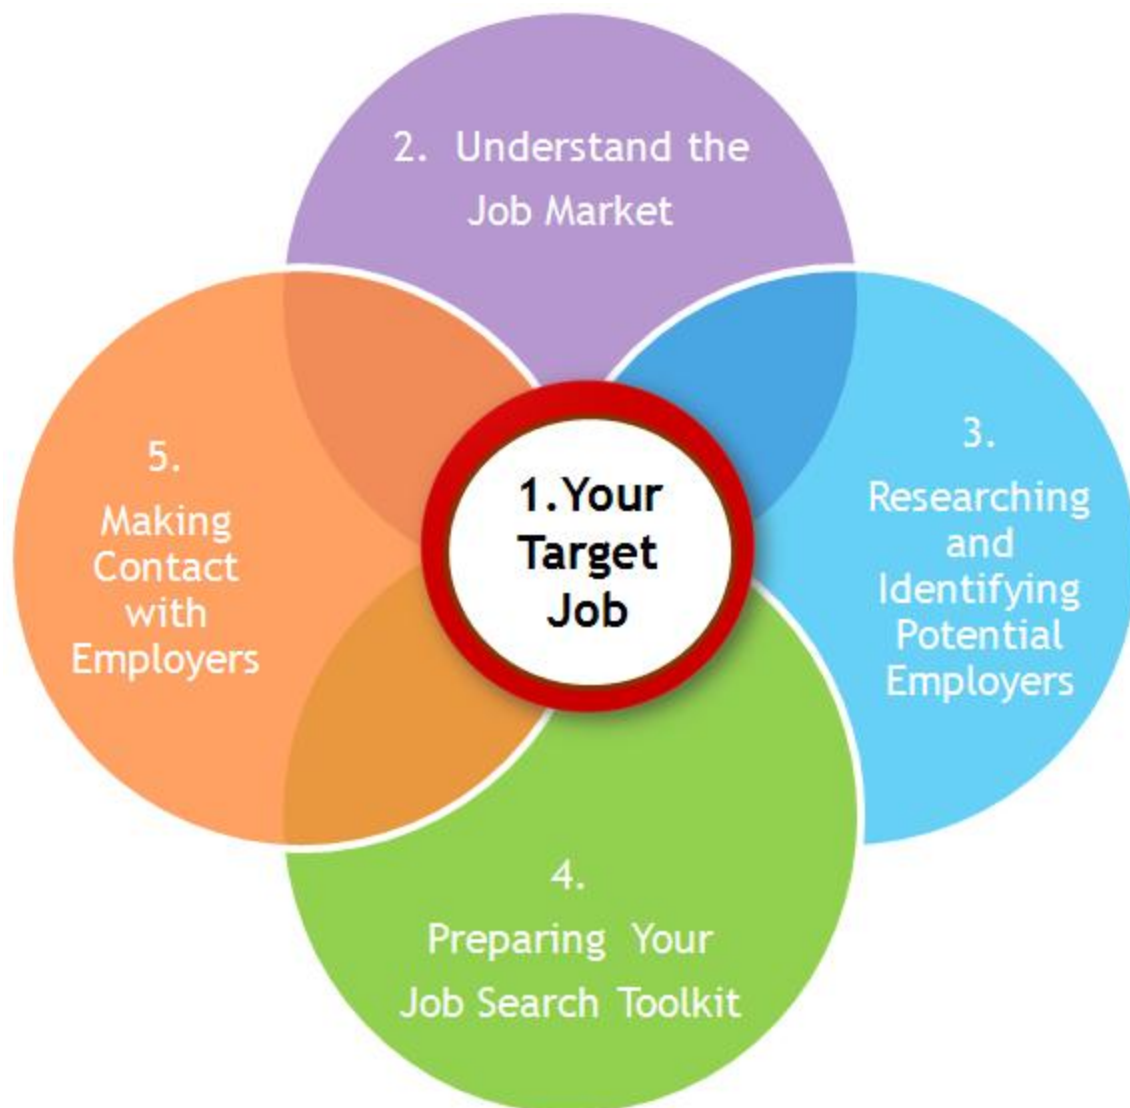 1.Your
Target
Job
2. Understand the
Job Market
3.
Researching
and
Identifying
Potential
Employers
4.
Preparing Your
Job Search Toolkit
5.
Making
Contact
with
Employers